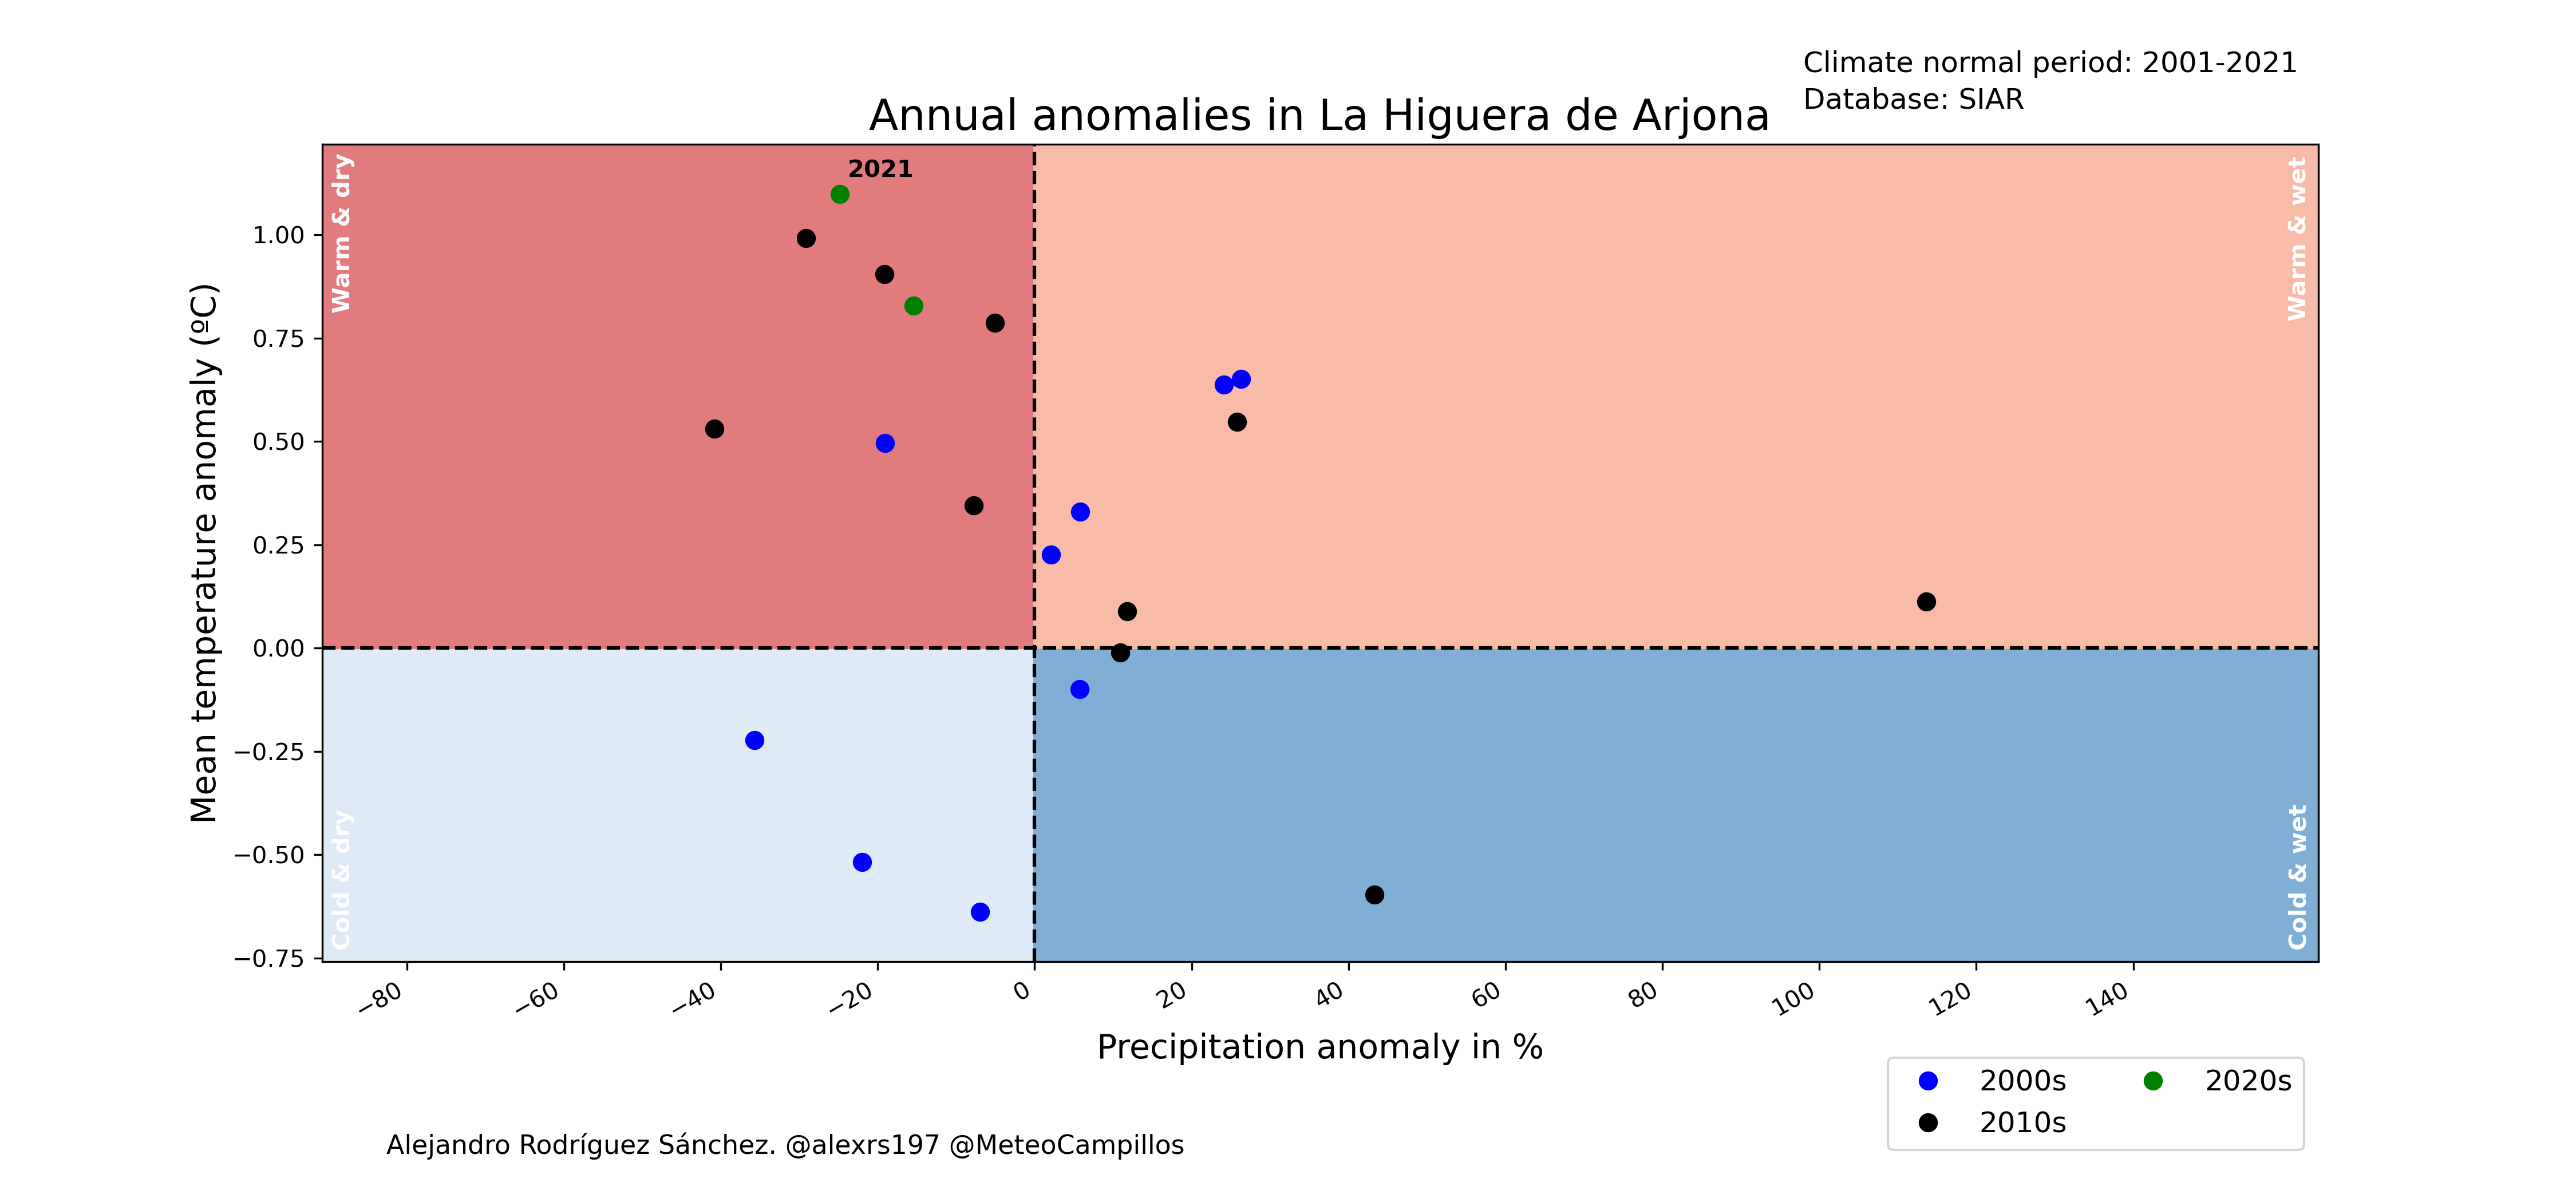 Climate normal period: 2001-2021
Database: SIAR
Annual anomalies in La Higuera de Arjona
Warm & dry
2021
Warm & wet
Mean temperature anomaly (ºC)
1.00
0.75
0.50
0.25
0.00
−0.25
−0.50
−0.75
Cold & dry
Cold & wet
−80
−60
−40
−20
0
20
40
60
80
100
120
140
Precipitation anomaly in %
2000s
2020s
2010s
Alejandro Rodríguez Sánchez. @alexrs197 @MeteoCampillos